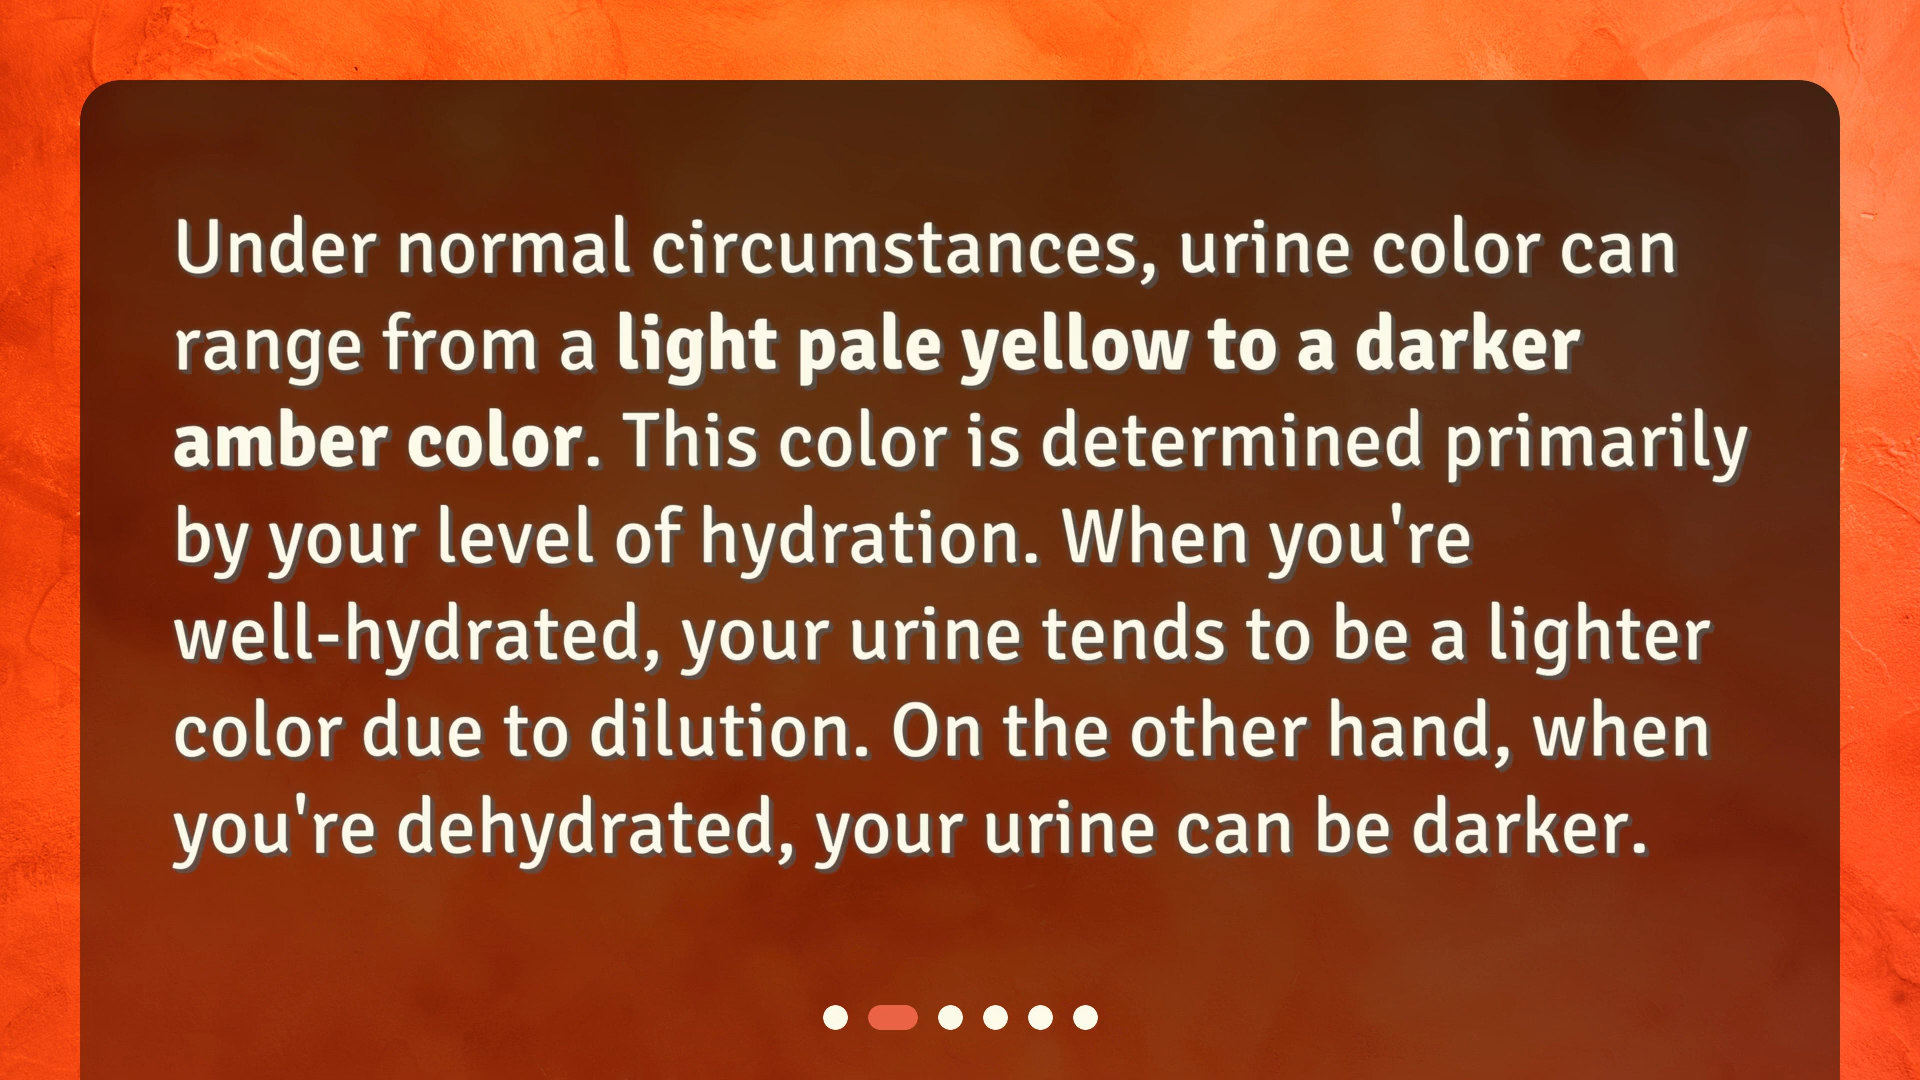 Under normal circumstances, urine color can
range from a light pale yellow to a darker
amber color. This color is determined primarily
by your level of hydration. When you're
well-hydrated, your urine tends to be a lighter
color due to dilution. On the other hand, when
you're dehydrated, your urine can be darker.